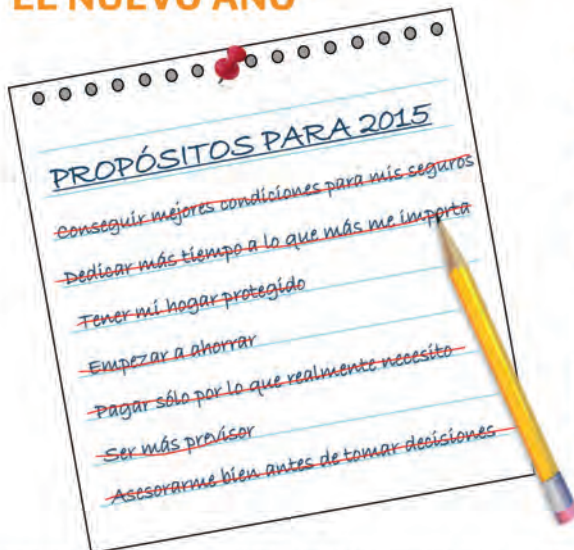 EL NUEVO AÑO
PROPÓSITOS PARA 2015
Conseguir mejores condiciones para mis seguros
Dedicar más tiempo a lo que más me importa
Tener mi hogar protegido
Empezar a ahorrar
Pagar sólo por lo que realmente necesito
Ser más previsor
Asesorarme bien antes de tomar decisiones